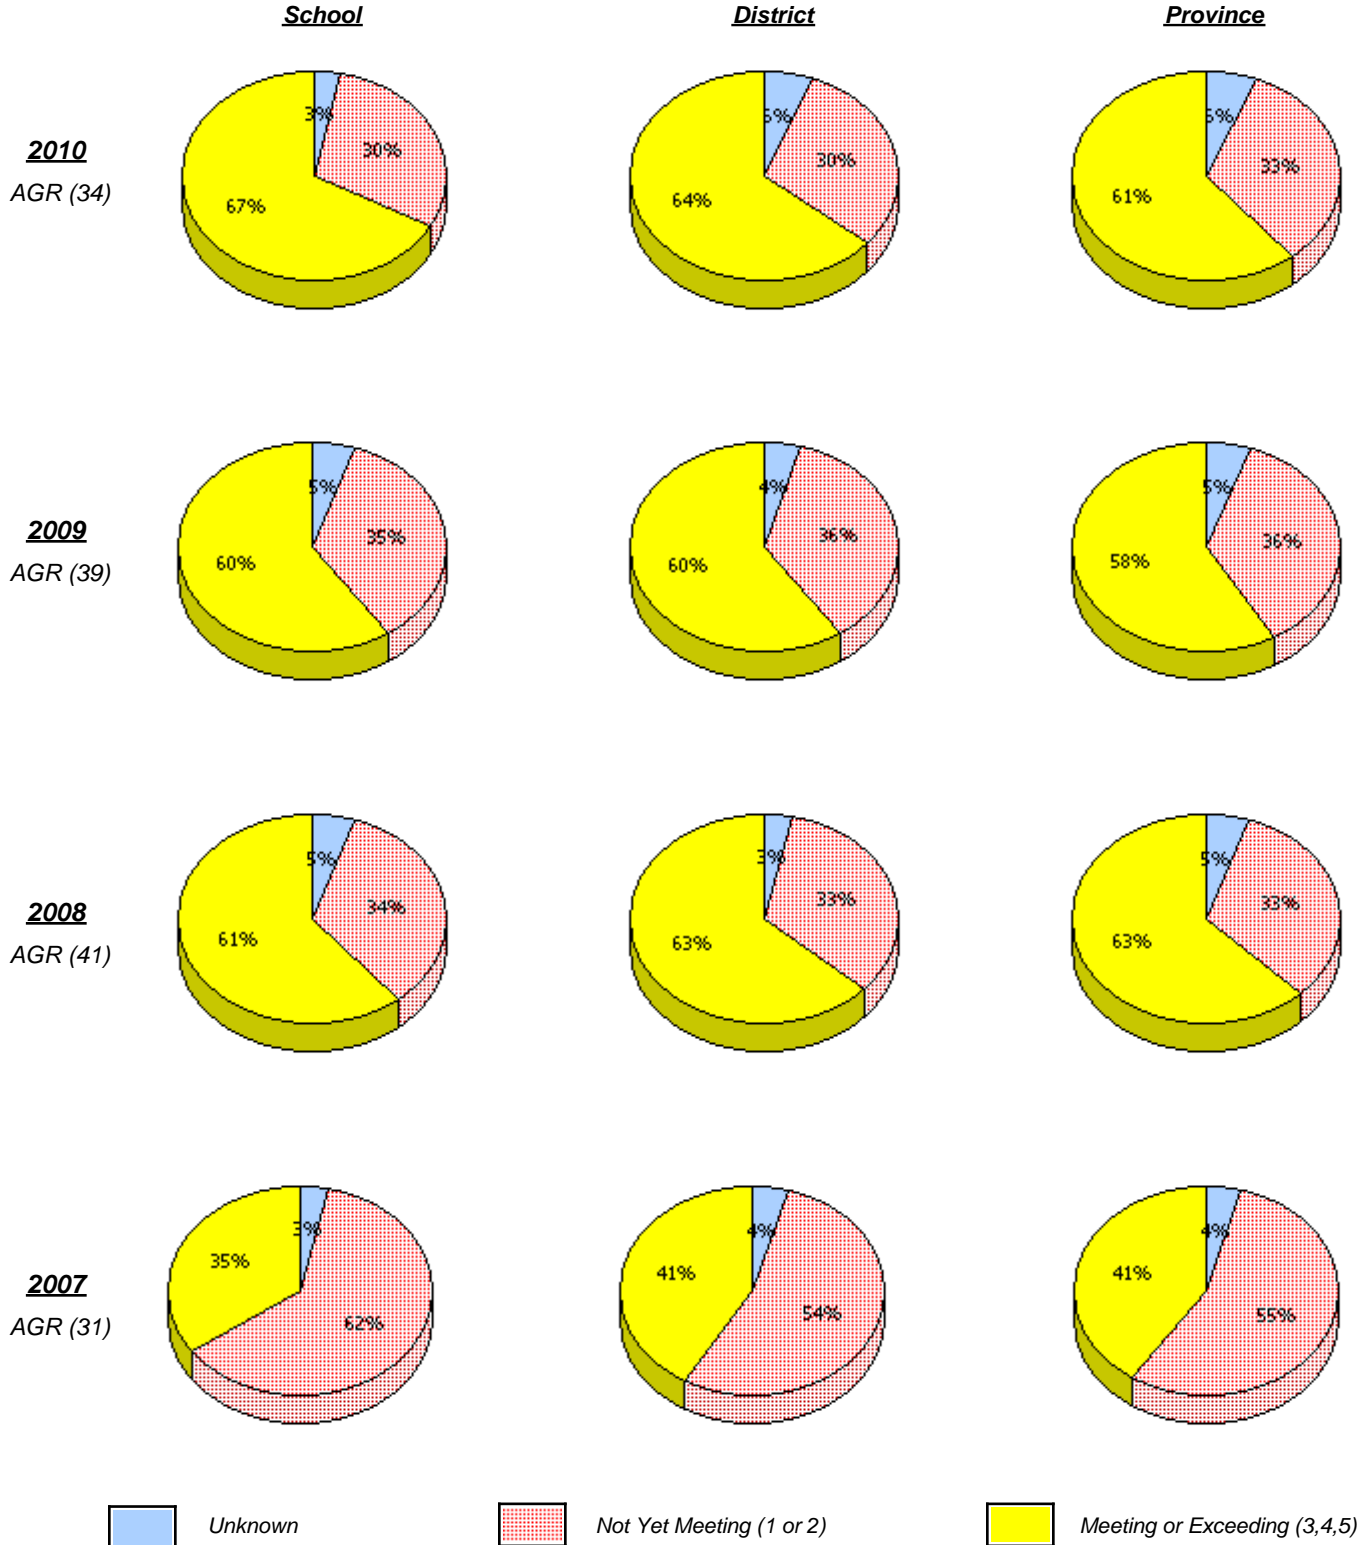 School District Province
2010
AGR (34)
3% 30% 67%
30% 64%
33% 61%
2009
AGR (39)
5% 35% 60%
4% 36% 60%
5% 36% 58%
2008
AGR (41)
5% 34% 61%
3% 33% 63%
5% 33% 63%
2007
AGR (31)
3% 35% 62%
4% 41% 54%
4% 41% 55%
Unknown Not Yet Meeting (1 or 2) Meeting or Exceeding (3,4,5)